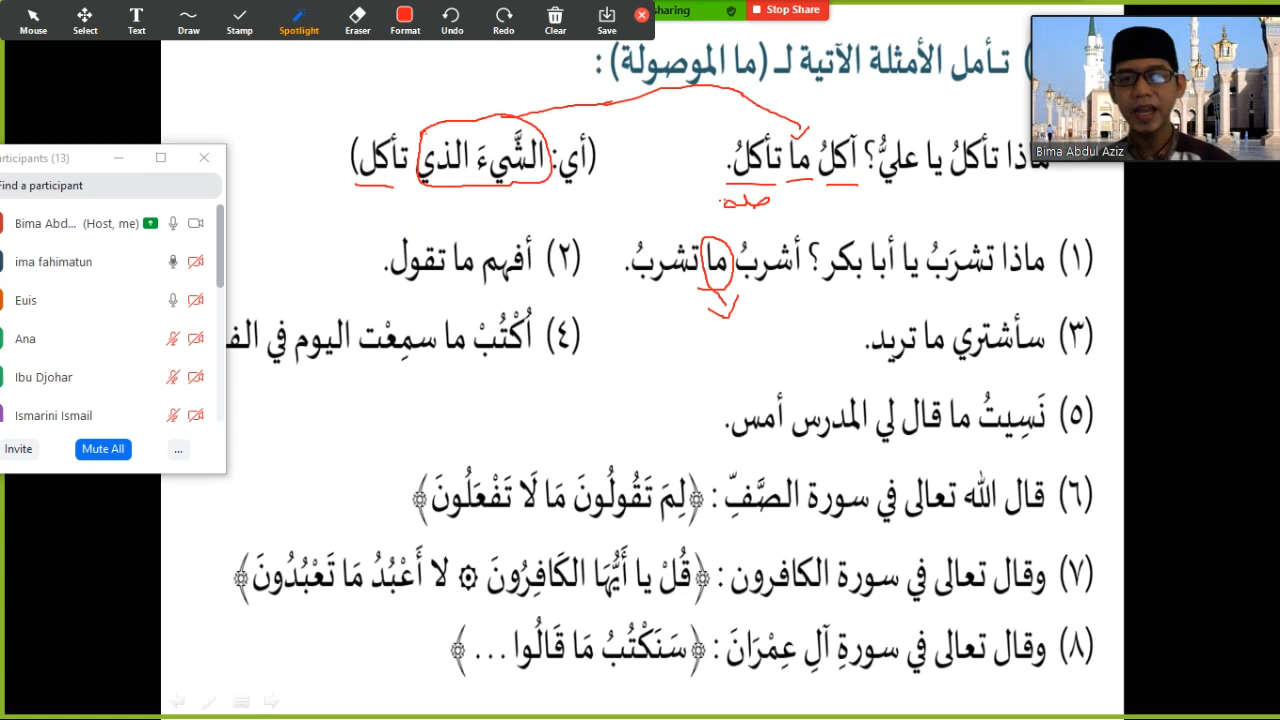 Mouse Select Text Draw Stamp Spotlight Eraser Format Undo Redo Clear Save
sharing Stop Share
تأمل الأمثلة الآتية لـ (ما الموصولة) :
Bima Abdul Aziz
ماذا تأكلُ يا عليُّ؟ آكلُ ما تأكلُ. (أي: الشَّيءَ الذي تأكل)
صلة
(١) ماذا تشرَبُ يا أبا بكر؟ أشربُ ما تشربُ. (٢) أفهم ما تقول.
(٣) سأشتري ما تريد. (٤) اُكْتُبْ ما سمِعْت اليوم في
(٥) نَسِيتُ ما قال لي المدرس أمس.
(٦) قال الله تعالى في سورة الصَّفِّ : ﴿لِمَ تَقُولُونَ مَا لَا تَفْعَلُونَ﴾
(٧) وقال تعالى في سورة الكافرون : ﴿قُلْ يا أَيُّهَا الكَافِرُونَ ۞ لا أَعْبُدُ مَا تَعْبُدُونَ﴾
(٨) وقال تعالى في سورةِ آلِ عِمْرَانَ : ﴿سَنَكْتُبُ مَا قَالُوا ... ﴾
articipants (13)
Find a participant
Bima Abd... (Host, me)
ima fahimatun
Euis
Ana
Ibu Djohar
Ismarini Ismail
Invite Mute All ...